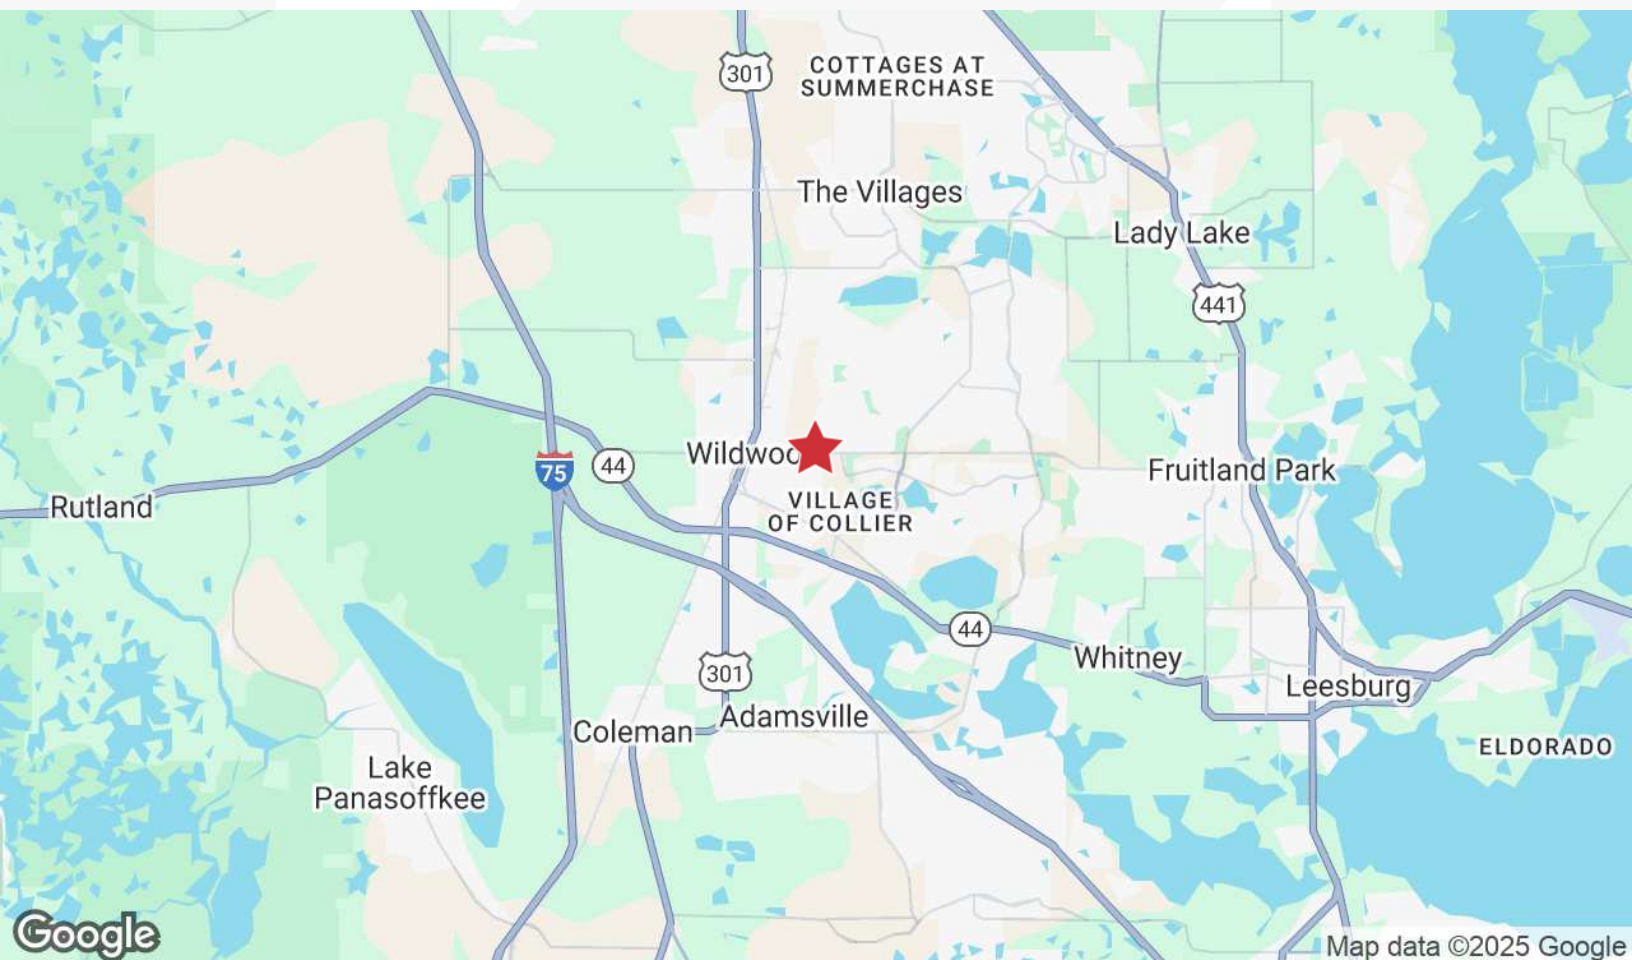 301
COTTAGES AT
SUMMERCHASE
The Villages
Lady Lake
441
Wildwoo
75
44
Fruitland Park
Rutland
VILLAGE
OF COLLIER
44
Whitney
301
Leesburg
Adamsville
Coleman
ELDORADO
Lake
Panasoffkee
Google
Map data ©2025 Google